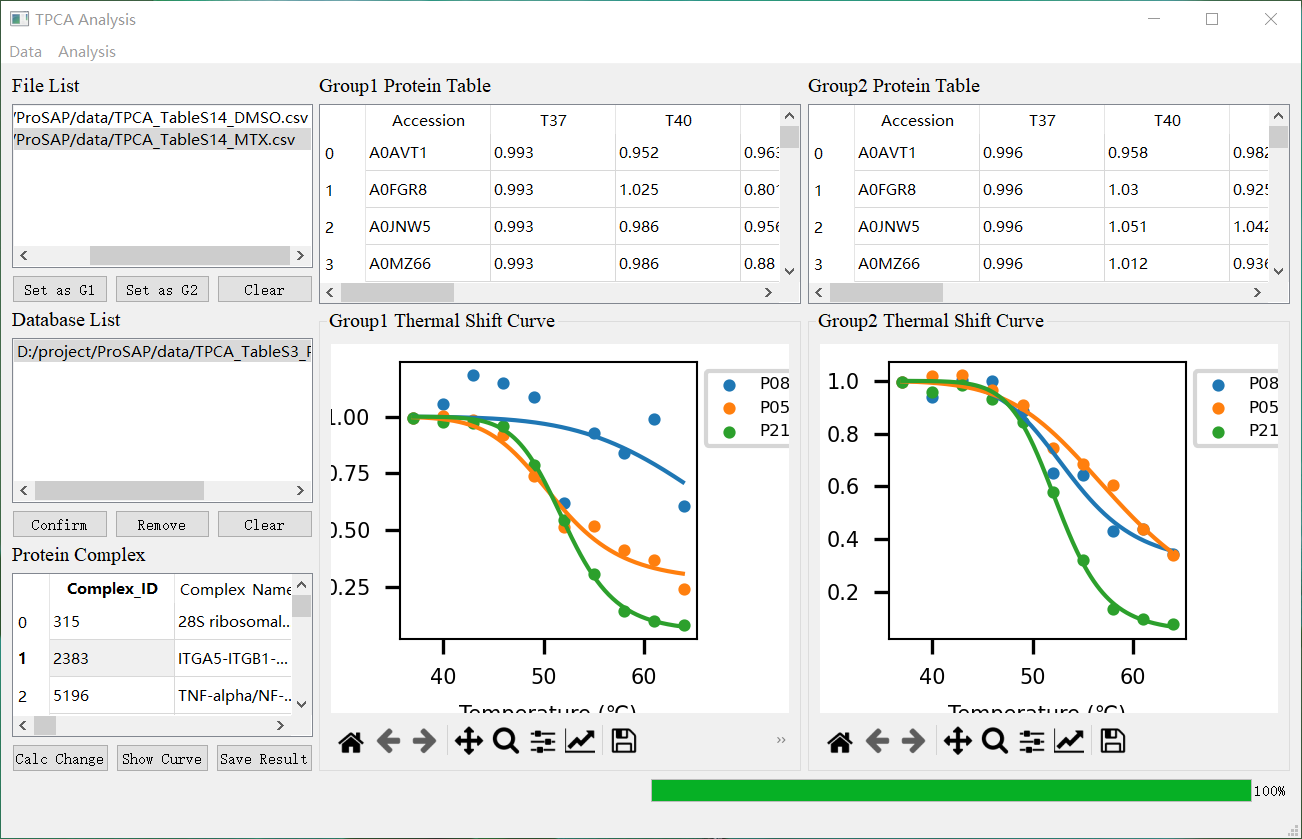 TPCA Analysis
Data Analysis
File List
'ProSAP/data/TPCA_TableS14_DMSO.csv
'ProSAP/data/TPCA_TableS14_MTX.csv
Set as G1 Set as G2 Clear
Database List
D:/project/ProSAP/data/TPCA_TableS3_
Confirm Remove Clear
Protein Complex
Complex_ID Complex Name
0 315 28S ribosomal...
1 2383 ITGA5-ITGB1-...
2 5196 TNF-alpha/NF-...
Calc Change Show Curve Save Result
Group1 Protein Table
Accession T37 T40
0 A0AVT1 0.993 0.952 0.963
1 A0FGR8 0.993 1.025 0.801
2 A0JNW5 0.993 0.986 0.956
3 A0MZ66 0.993 0.986 0.88
Group1 Thermal Shift Curve
1.00
0.75
0.50
0.25
40 50 60
Temperature (°C)
P08
P05
P21
Group2 Protein Table
Accession T37 T40
0 A0AVT1 0.996 0.958 0.982
1 A0FGR8 0.996 1.03 0.925
2 A0JNW5 0.996 1.051 1.042
3 A0MZ66 0.996 1.012 0.936
Group2 Thermal Shift Curve
1.0
0.8
0.6
0.4
0.2
40 50 60
Temperature (°C)
P08
P05
P21
100%